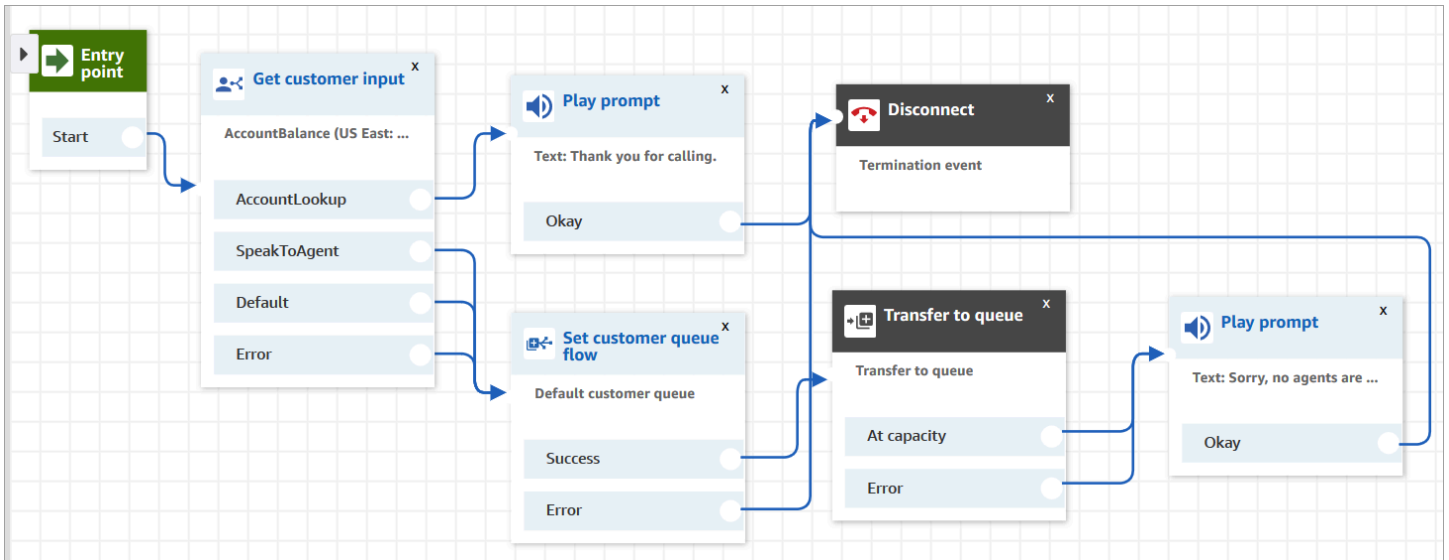 Entry
point
Start
Get customer input
x
AccountBalance (US East: ...
AccountLookup
SpeakToAgent
Default
Error
Play prompt
x
Text: Thank you for calling.
Okay
Set customer queue
flow
x
Default customer queue
Success
Error
Disconnect
x
Termination event
Transfer to queue
x
Transfer to queue
At capacity
Error
Play prompt
x
Text: Sorry, no agents are ...
Okay